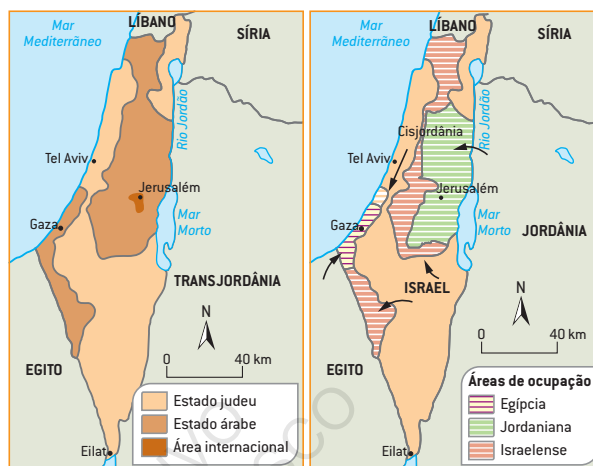 Mar
Mediterrâneo
LÍBANO
SÍRIA
Rio Jordão
Tel Aviv
Jerusalém
Gaza
Mar
Morto
TRANSJORDÂNIA
N
0 40 km
EGITO
Estado judeu
Estado árabe
Área internacional
Eilat
Mar
Mediterrâneo
LÍBANO
SÍRIA
Rio Jordão
Cisjordânia
Tel Aviv
Jerusalém
Gaza
Mar
Morto
JORDÂNIA
ISRAEL
N
0 40 km
EGITO
Áreas de ocupação
Egípcia
Jordaniana
Israelense
Eilat